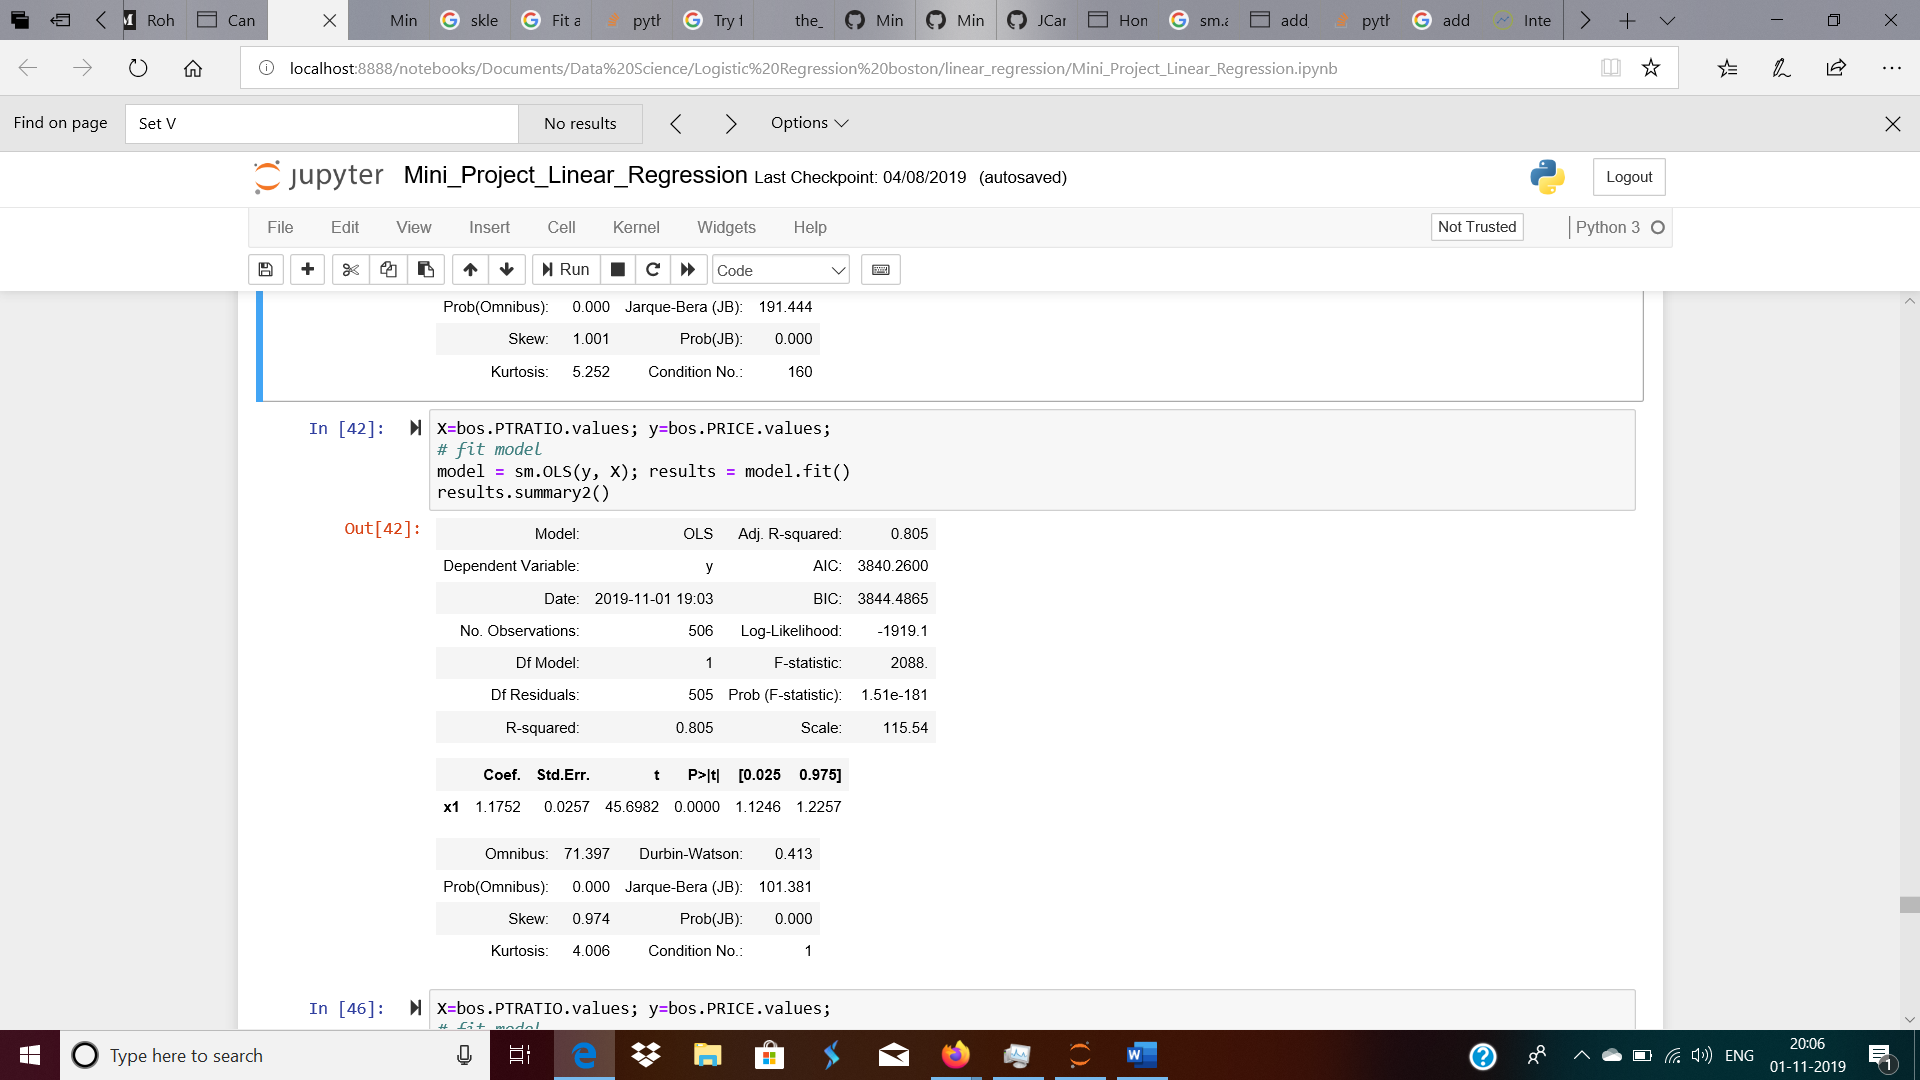 Roh Can Min skle Fit a pyth Try f the_ Min Min JCar Hon sm.a add pyth add Inte
localhost:8888/notebooks/Documents/Data%20Science/Logistic%20Regression%20boston/linear_regression/Mini_Project_Linear_Regression.ipynb
Find on page Set V No results Options
jupyter Mini_Project_Linear_Regression Last Checkpoint: 04/08/2019 (autosaved) Logout
File Edit View Insert Cell Kernel Widgets Help Not Trusted Python 3
Run Code
Prob(Omnibus): 0.000 Jarque-Bera (JB): 191.444
Skew: 1.001 Prob(JB): 0.000
Kurtosis: 5.252 Condition No.: 160
In [42]: X=bos.PTRATIO.values; y=bos.PRICE.values;
# fit model
model = sm.OLS(y, X); results = model.fit()
results.summary2()
Out[42]: Model: OLS Adj. R-squared: 0.805
Dependent Variable: y AIC: 3840.2600
Date: 2019-11-01 19:03 BIC: 3844.4865
No. Observations: 506 Log-Likelihood: -1919.1
Df Model: 1 F-statistic: 2088.
Df Residuals: 505 Prob (F-statistic): 1.51e-181
R-squared: 0.805 Scale: 115.54
Coef. Std.Err. t P>|t| [0.025 0.975]
x1 1.1752 0.0257 45.6982 0.0000 1.1246 1.2257
Omnibus: 71.397 Durbin-Watson: 0.413
Prob(Omnibus): 0.000 Jarque-Bera (JB): 101.381
Skew: 0.974 Prob(JB): 0.000
Kurtosis: 4.006 Condition No.: 1
In [46]: X=bos.PTRATIO.values; y=bos.PRICE.values;
# fit model
Type here to search ENG 20:06
01-11-2019 1